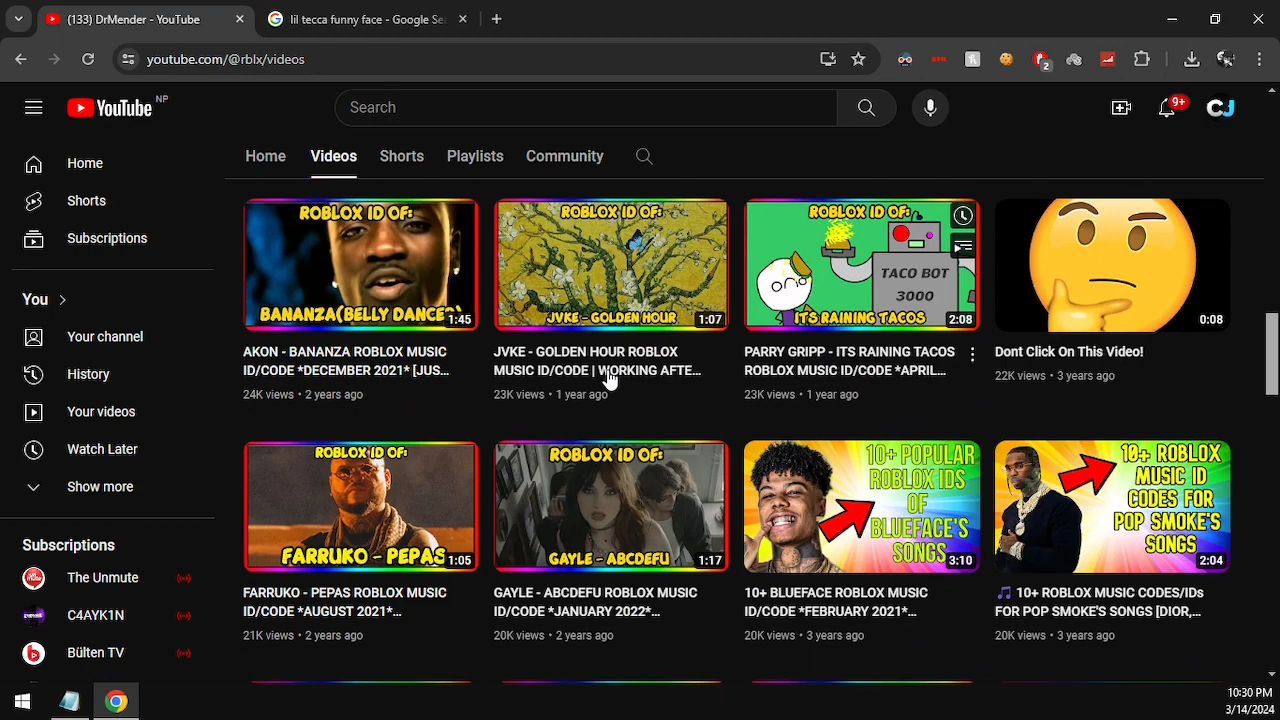 (133) DrMender - YouTube
lil tecca funny face - Google Se
youtube.com/@rblx/videos
2
YouTube NP
Search
9+
CJ
Home
Videos
Shorts
Playlists
Community
Home
Shorts
Subscriptions
You
Your channel
History
Your videos
Watch Later
Show more
Subscriptions
The Unmute
C4AYK1N
Bülten TV
ROBLOX ID OF:
BANANZA(BELLY DANCER)
1:45
AKON - BANANZA ROBLOX MUSIC
ID/CODE *DECEMBER 2021* [JUS...
24K views • 2 years ago
ROBLOX ID OF:
JVKE - GOLDEN HOUR
1:07
JVKE - GOLDEN HOUR ROBLOX
MUSIC ID/CODE | WORKING AFTE...
23K views • 1 year ago
ROBLOX ID OF:
TACO BOT
3000
ITS RAINING TACOS
2:08
PARRY GRIPP - ITS RAINING TACOS
ROBLOX MUSIC ID/CODE *APRIL...
23K views • 1 year ago
0:08
Dont Click On This Video!
22K views • 3 years ago
ROBLOX ID OF:
FARRUKO - PEPAS
1:05
FARRUKO - PEPAS ROBLOX MUSIC
ID/CODE *AUGUST 2021*...
21K views • 2 years ago
ROBLOX ID OF:
GAYLE - ABCDEFU
1:17
GAYLE - ABCDEFU ROBLOX MUSIC
ID/CODE *JANUARY 2022*...
20K views • 2 years ago
10+ POPULAR
ROBLOX IDS
OF
BLUEFACE'S
SONGS
3:10
10+ BLUEFACE ROBLOX MUSIC
ID/CODE *FEBRUARY 2021*...
20K views • 3 years ago
10+ ROBLOX
MUSIC ID
CODES FOR
POP SMOKE'S
SONGS
2:04
🎵 10+ ROBLOX MUSIC CODES/IDs
FOR POP SMOKE'S SONGS [DIOR,...
20K views • 3 years ago
10:30 PM
3/14/2024